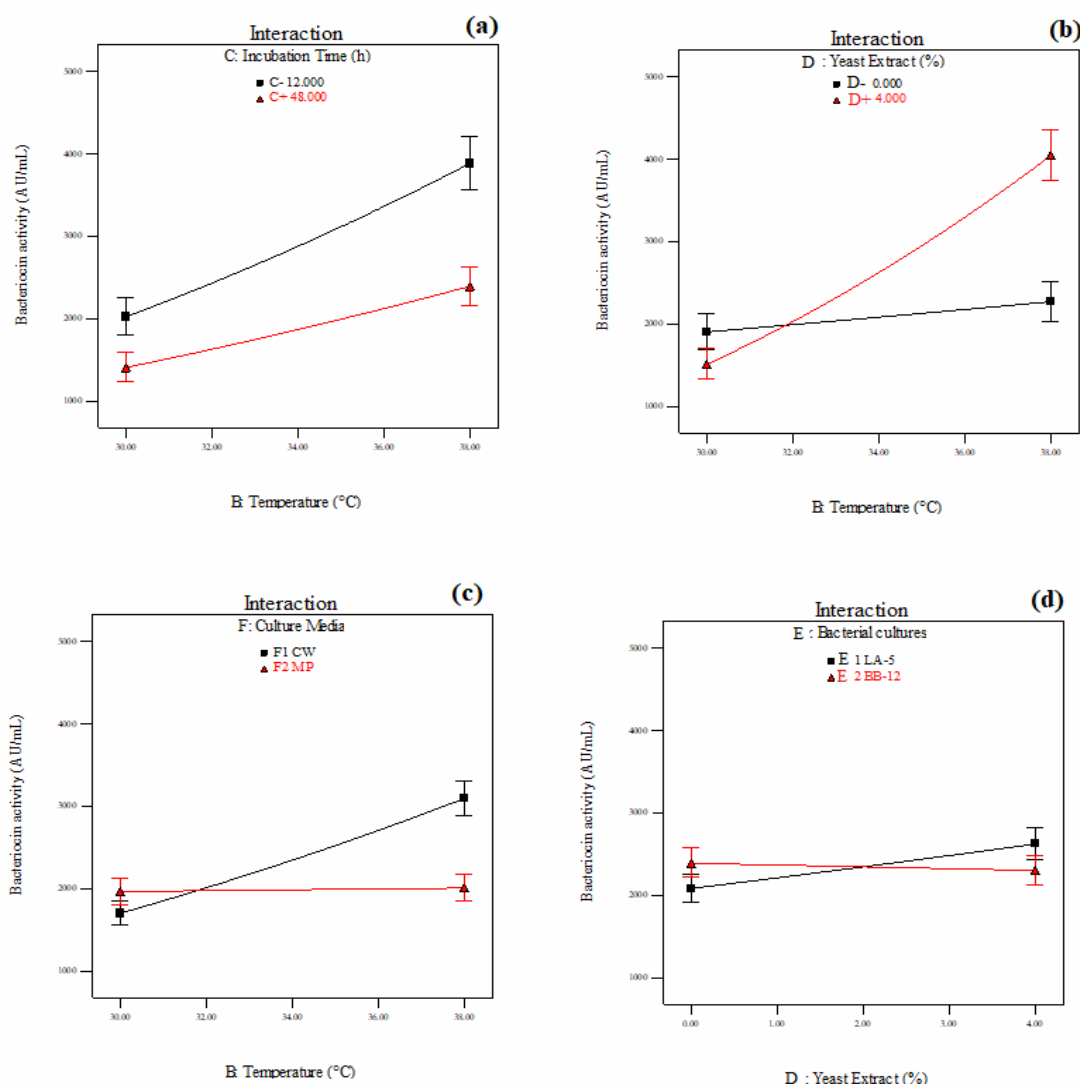 (a)
Interaction
C: Incubation Time (h)
C- 12.000
C+ 48.000
Bacteriocin activity (AU/mL)
5000
4000
3000
2000
1000
30.00 32.00 34.00 36.00 38.00
B: Temperature (°C)
(b)
Interaction
D : Yeast Extract (%)
D- 0.000
D+ 4.000
Bacteriocin activity (AU/mL)
5000
4000
3000
2000
1000
30.00 32.00 34.00 36.00 38.00
B: Temperature (°C)
(c)
Interaction
F: Culture Media
F1 CW
F2 MP
Bacteriocin activity (AU/mL)
5000
4000
3000
2000
1000
30.00 32.00 34.00 36.00 38.00
B: Temperature (°C)
(d)
Interaction
E : Bacterial cultures
E 1 LA-5
E 2 BB-12
Bacteriocin activity (AU/mL)
5000
4000
3000
2000
1000
0.00 1.00 2.00 3.00 4.00
D : Yeast Extract (%)